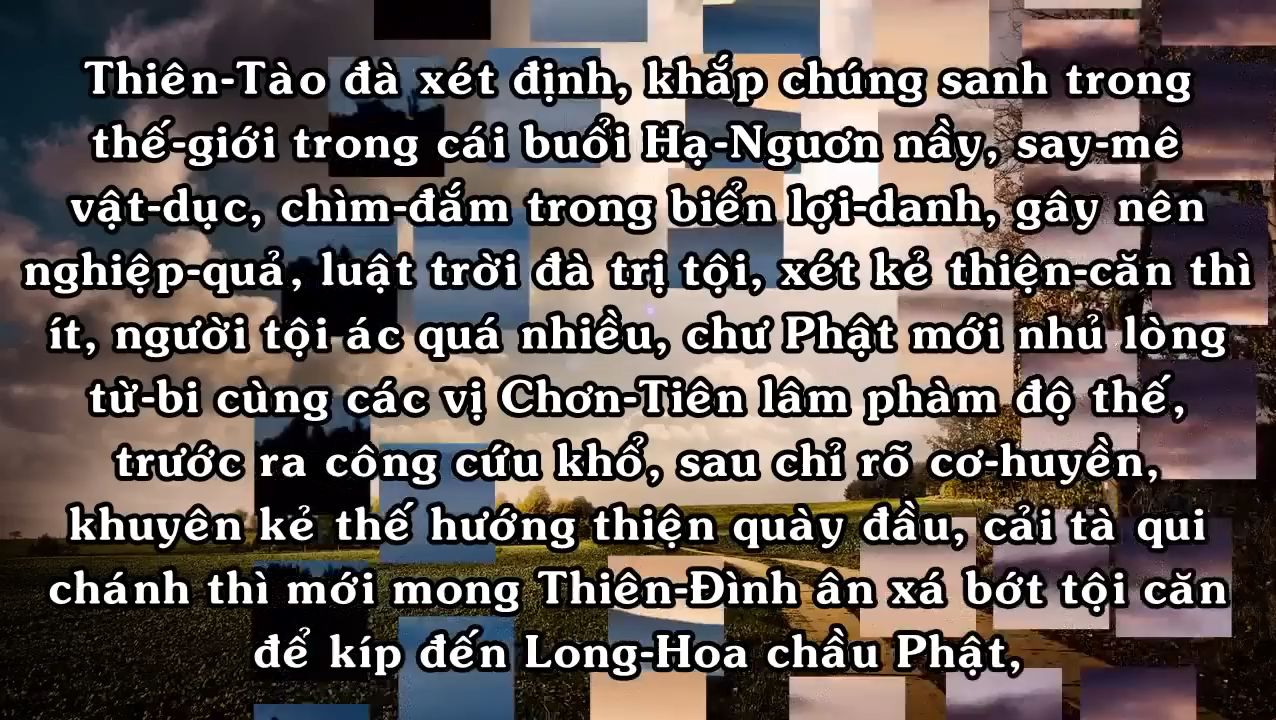 Thiên-Tào đà xét định, khắp chúng sanh trong
thế-giới trong cái buổi Hạ-Nguơn nầy, say-mê
vật-dục, chìm-đắm trong biển lợi-danh, gây nên
nghiệp-quả, luật trời đà trị tội, xét kẻ thiện-căn thì
ít, người tội ác quá nhiều, chư Phật mới nhủ lòng
từ-bi cùng các vị Chơn-Tiên lâm phàm độ thế,
trước ra công cứu khổ, sau chỉ rõ cơ-huyền,
khuyên kẻ thế hướng thiện quày đầu, cải tà qui
chánh thì mới mong Thiên-Đình ân xá bớt tội căn
để kíp đến Long-Hoa chầu Phật,